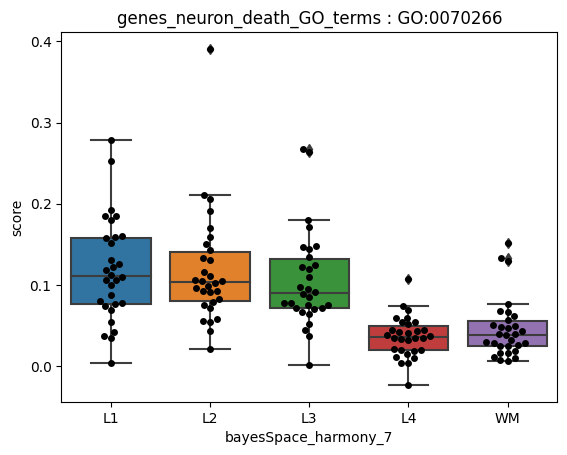 genes_neuron_death_GO_terms : GO:0070266
0.4
0.3
0.2
0.1
0.0
score
L1 L2 L3 L4 WM
bayesSpace_harmony_7